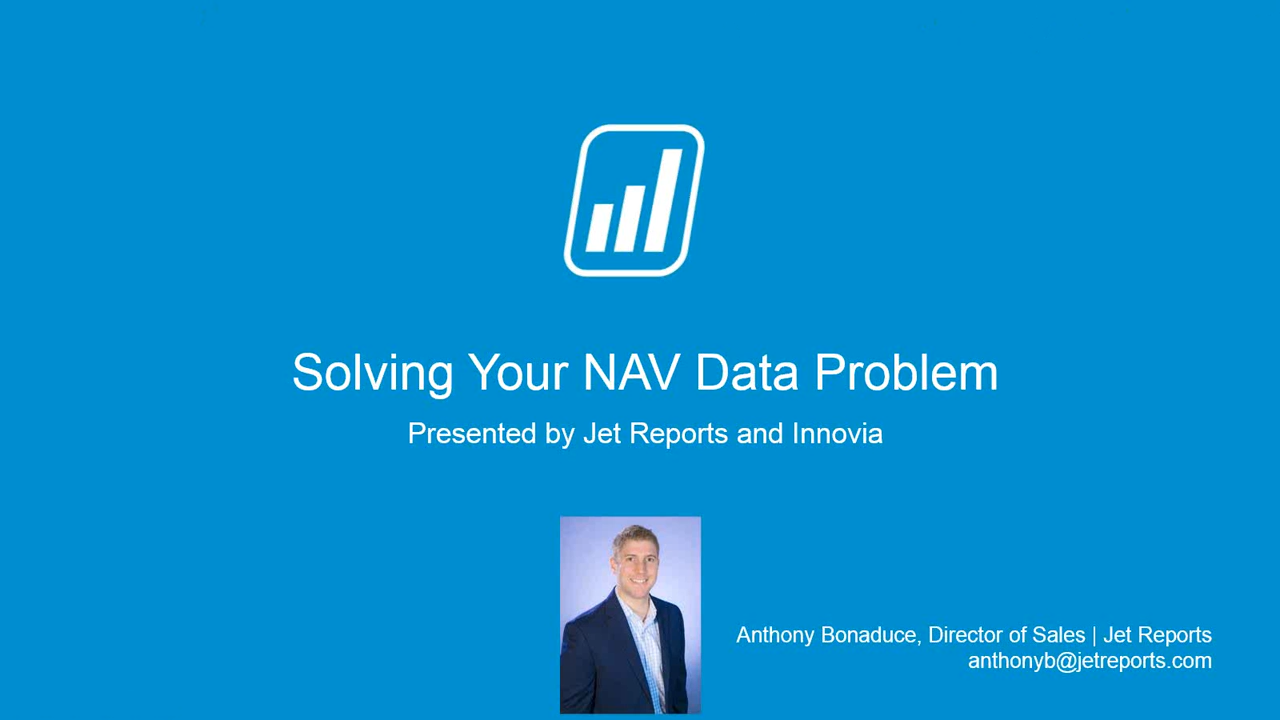 Solving Your NAV Data Problem
Presented by Jet Reports and Innovia
Anthony Bonaduce, Director of Sales | Jet Reports
anthonyb@jetreports.com